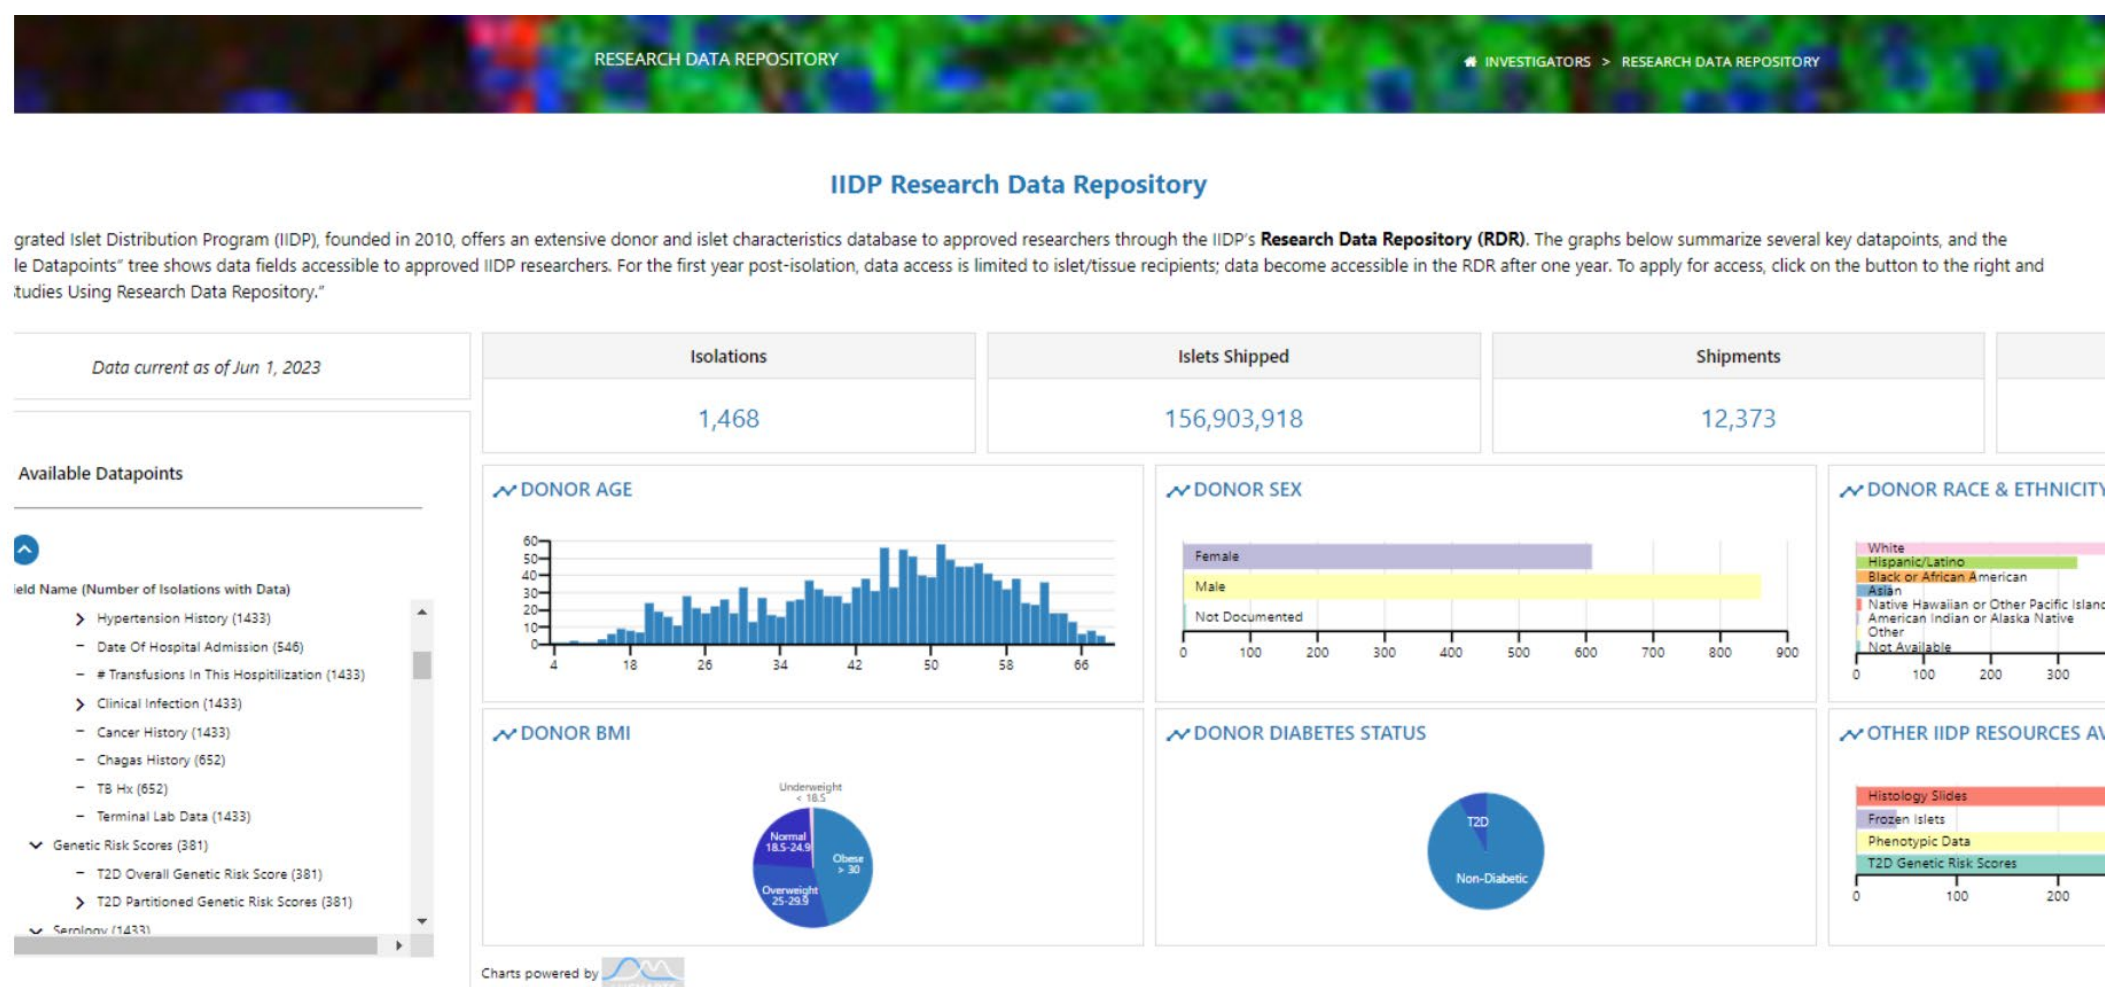 RESEARCH DATA REPOSITORY
INVESTIGATORS > RESEARCH DATA REPOSITORY
IIDP Research Data Repository
grated Islet Distribution Program (IIDP), founded in 2010, offers an extensive donor and islet characteristics database to approved researchers through the IIDP's Research Data Repository (RDR). The graphs below summarize several key datapoints, and the
le Datapoints" tree shows data fields accessible to approved IIDP researchers. For the first year post-isolation, data access is limited to islet/tissue recipients; data become accessible in the RDR after one year. To apply for access, click on the button to the right and
tudies Using Research Data Repository."
Data current as of Jun 1, 2023
Isolations
1,468
Islets Shipped
156,903,918
Shipments
12,373
Available Datapoints
ield Name (Number of Isolations with Data)
Hypertension History (1433)
- Date Of Hospital Admission (546)
- # Transfusions In This Hospitilization (1433)
Clinical Infection (1433)
- Cancer History (1433)
- Chagas History (652)
- TB Hx (652)
- Terminal Lab Data (1433)
Genetic Risk Scores (381)
- T2D Overall Genetic Risk Score (381)
T2D Partitioned Genetic Risk Scores (381)
Serology (1433)
DONOR AGE
60
50
40
30
20
10
0
4 18 26 34 42 50 58 66
DONOR SEX
Female
Male
Not Documented
0 100 200 300 400 500 600 700 800 900
DONOR RACE & ETHNICITY
White
Hispanic/Latino
Black or African American
Asian
Native Hawaiian or Other Pacific Islanc
American Indian or Alaska Native
Other
Not Available
0 100 200 300
DONOR BMI
Underweight
< 18.5
Normal
18.5-24.9
Obese
> 30
Overweight
25-29.9
DONOR DIABETES STATUS
T2D
Non-Diabetic
OTHER IIDP RESOURCES AV
Histology Slides
Frozen Islets
Phenotypic Data
T2D Genetic Risk Scores
0 100 200
Charts powered by